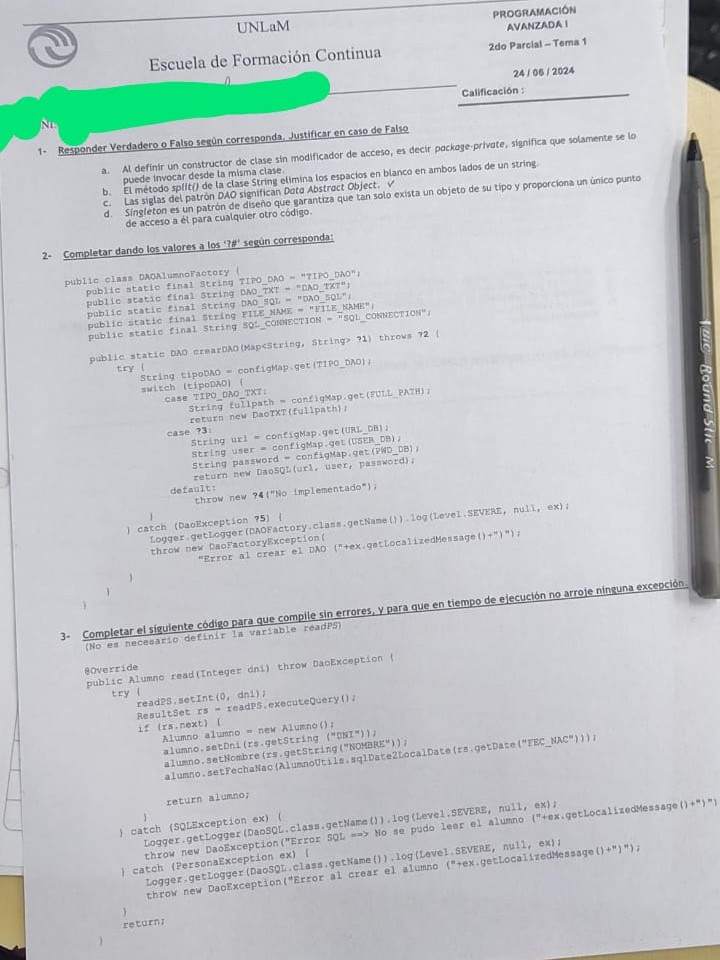 UNLaM
Escuela de Formación Continua
PROGRAMACIÓN
AVANZADA I
2do Parcial – Tema 1
24 / 06 / 2024
Calificación :
1- Responder Verdadero o Falso según corresponda. Justificar en caso de Falso
a. Al definir un constructor de clase sin modificador de acceso, es decir package-private, significa que solamente se lo
puede invocar desde la misma clase.
b. El método split() de la clase String elimina los espacios en blanco en ambos lados de un string.
c. Las siglas del patrón DAO significan Data Abstract Object. ✓
d. Singleton es un patrón de diseño que garantiza que tan solo exista un objeto de su tipo y proporciona un único punto
de acceso a él para cualquier otro código.
2- Completar dando los valores a los '?#' según corresponda:
public class DAOAlumnoFactory {
public static final String TIPO_DAO = "TIPO_DAO";
public static final String DAO_TXT = "DAO_TXT";
public static final String DAO_SQL = "DAO_SQL";
public static final String FILE_NAME = "FILE_NAME";
public static final String SQL_CONNECTION = "SQL_CONNECTION";
public static DAO crearDAO(Map<String, String> ?1) throws ?2 {
try {
String tipoDAO = configMap.get(TIPO_DAO);
switch (tipoDAO) {
case TIPO_DAO_TXT:
String fullpath = configMap.get(FULL_PATH);
return new DaoTXT(fullpath);
case ?3:
String url = configMap.get(URL_DB);
String user = configMap.get(USER_DB);
String password = configMap.get(PWD_DB);
return new DaoSQL(url, user, password);
default:
throw new ?4("No implementado");
}
} catch (DaoException ?5) {
Logger.getLogger(DAOFactory.class.getName()).log(Level.SEVERE, null, ex);
throw new DaoFactoryException(
"Error al crear el DAO ("+ex.getLocalizedMessage()+")");
}
}
}
3- Completar el siguiente código para que compile sin errores, y para que en tiempo de ejecución no arroje ninguna excepción.
(No es necesario definir la variable readPS)
@Override
public Alumno read(Integer dni) throw DaoException {
try {
readPS.setInt(0, dni);
ResultSet rs = readPS.executeQuery();
if (rs.next) {
Alumno alumno = new Alumno();
alumno.setDni(rs.getString ("DNI"));
alumno.setNombre(rs.getString("NOMBRE"));
alumno.setFechaNac(AlumnoUtils.sqlDate2LocalDate(rs.getDate("FEC_NAC")));
return alumno;
}
} catch (SQLException ex) {
Logger.getLogger(DaoSQL.class.getName()).log(Level.SEVERE, null, ex);
throw new DaoException("Error SQL ==> No se pudo leer el alumno ("+ex.getLocalizedMessage()+")")
} catch (PersonaException ex) {
Logger.getLogger(DaoSQL.class.getName()).log(Level.SEVERE, null, ex);
throw new DaoException("Error al crear el alumno ("+ex.getLocalizedMessage()+")");
}
return;
}
Round Stic M